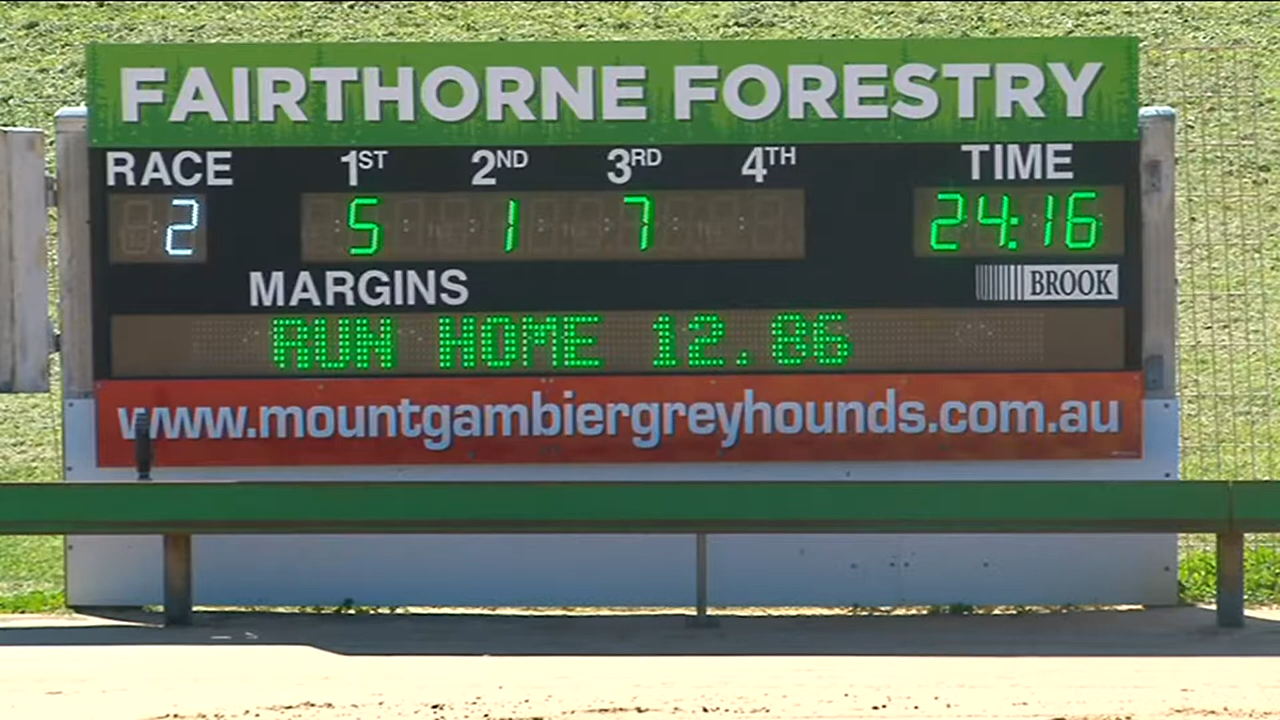 FAIRTHORNE FORESTRY
RACE 1ST 2ND 3RD 4TH TIME
2 5 1 7 24:16
MARGINS BROOK
RUN HOME 12.86
www.mountgambiergreyhounds.com.au